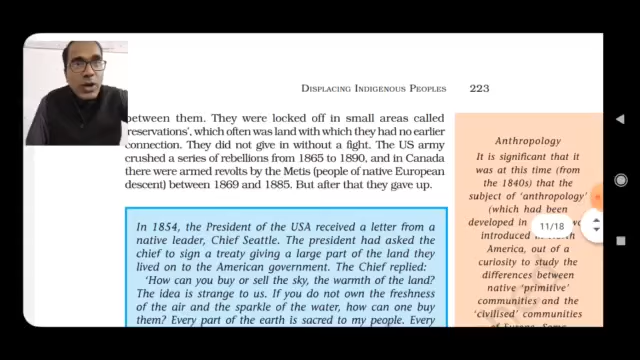 DISPLACING INDIGENOUS PEOPLES 223
between them. They were locked off in small areas called
'reservations', which often was land with which they had no earlier
connection. They did not give in without a fight. The US army
crushed a series of rebellions from 1865 to 1890, and in Canada
there were armed revolts by the Metis (people of native European
descent) between 1869 and 1885. But after that they gave up.
In 1854, the President of the USA received a letter from a
native leader, Chief Seattle. The president had asked the
chief to sign a treaty giving a large part of the land they
lived on to the American government. The Chief replied:
'How can you buy or sell the sky, the warmth of the land?
The idea is strange to us. If you do not own the freshness
of the air and the sparkle of the water, how can one buy
them? Every part of the earth is sacred to my people. Every
Anthropology
It is significant that it
was at this time (from
the 1840s) that the
subject of 'anthropology'
(which had been
developed in
introduced in
America, out of a
curiosity to study the
differences between
native 'primitive'
communities and the
'civilised' communities
of Europe. Some
11/18